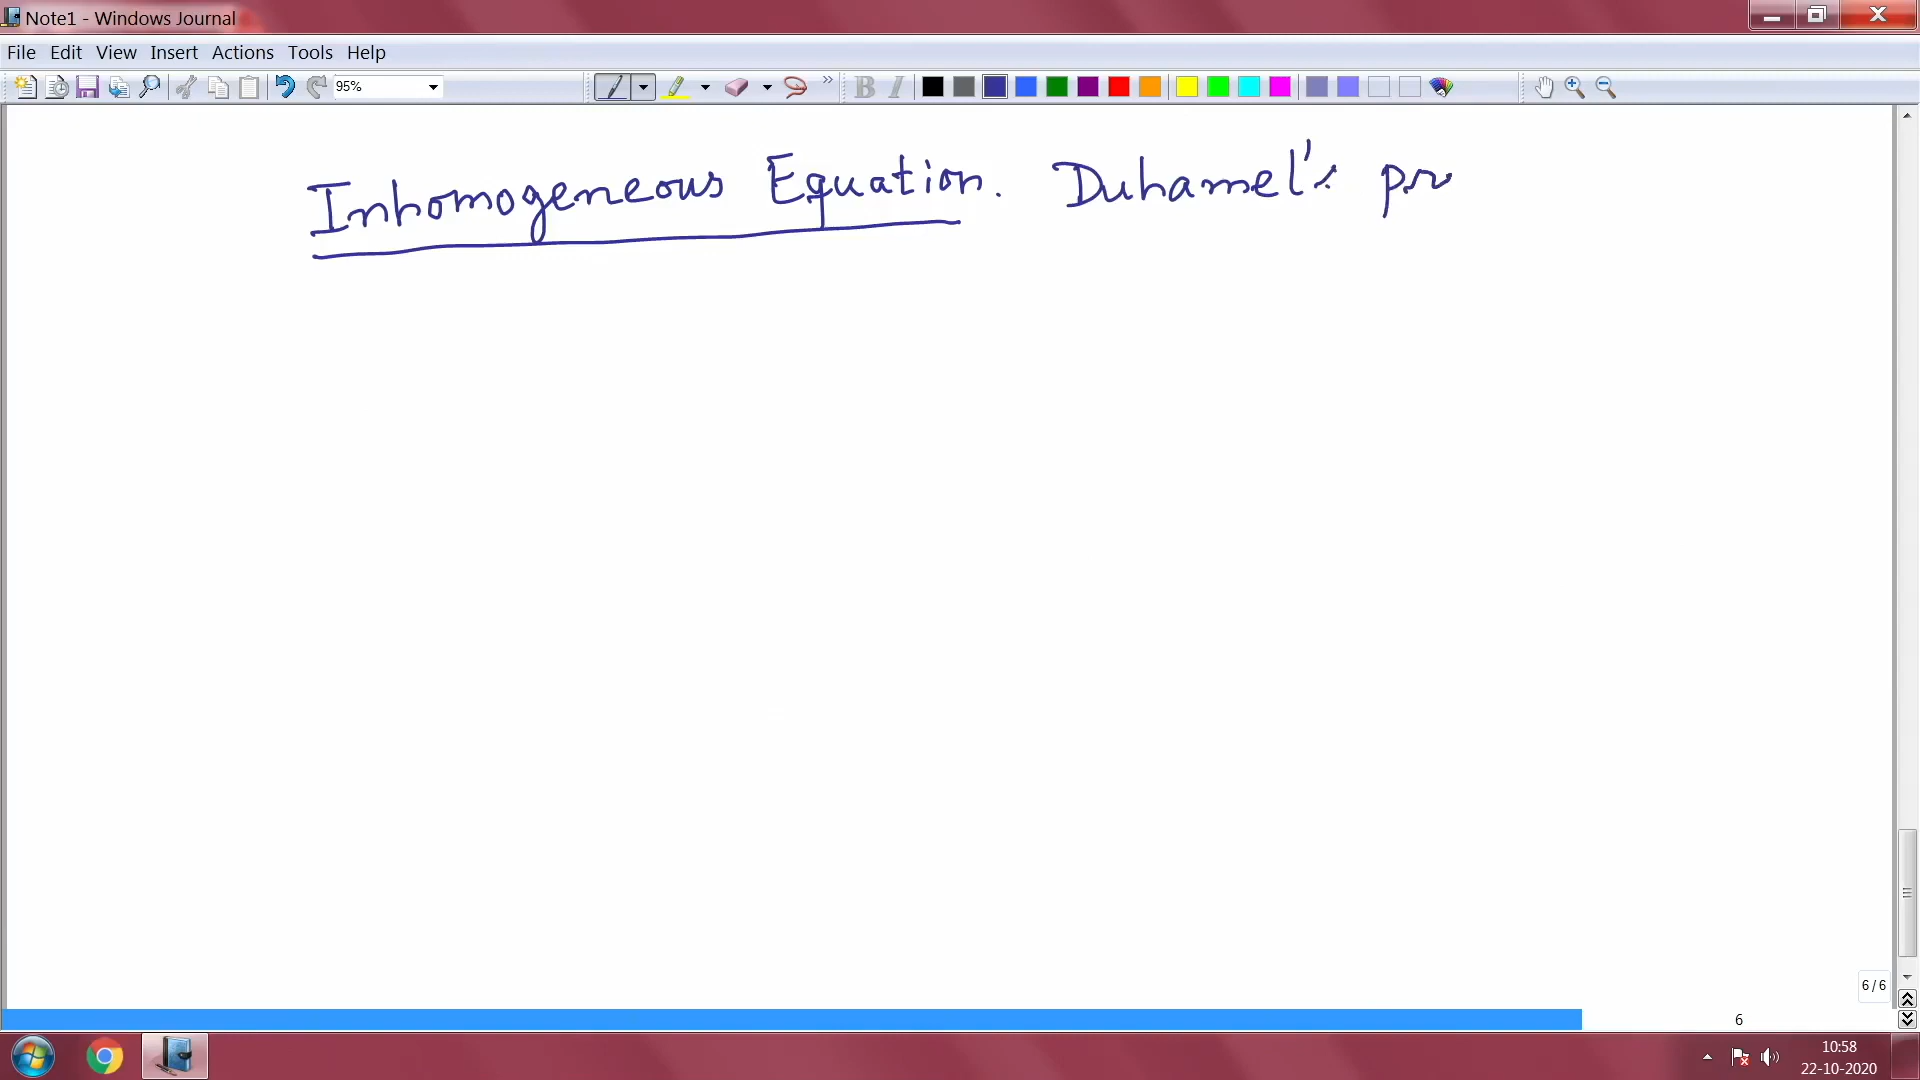 Note1 - Windows Journal
File Edit View Insert Actions Tools Help
95%
B I
Inhomogeneous Equation. Duhamel's pr
6 / 6
6
10:58
22-10-2020